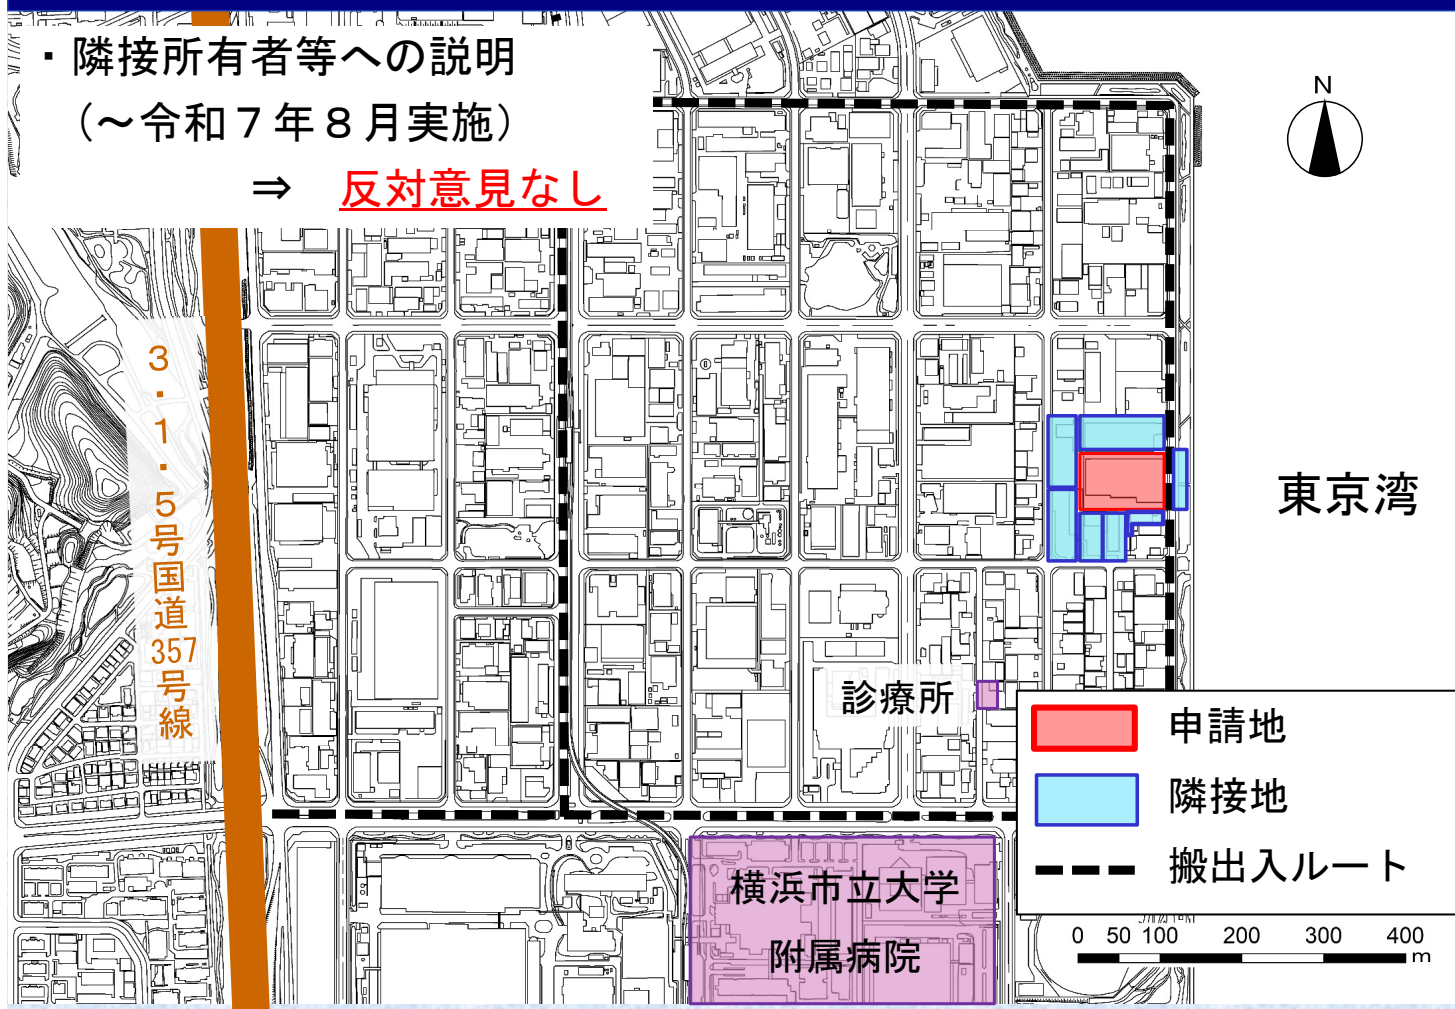 ・隣接所有者等への説明
（～令和７年８月実施）
⇒ 反対意見なし
N
3・1・5号国道357号線
東京湾
診療所
申請地
隣接地
搬出入ルート
横浜市立大学
附属病院
0 50 100 200 300 400
m